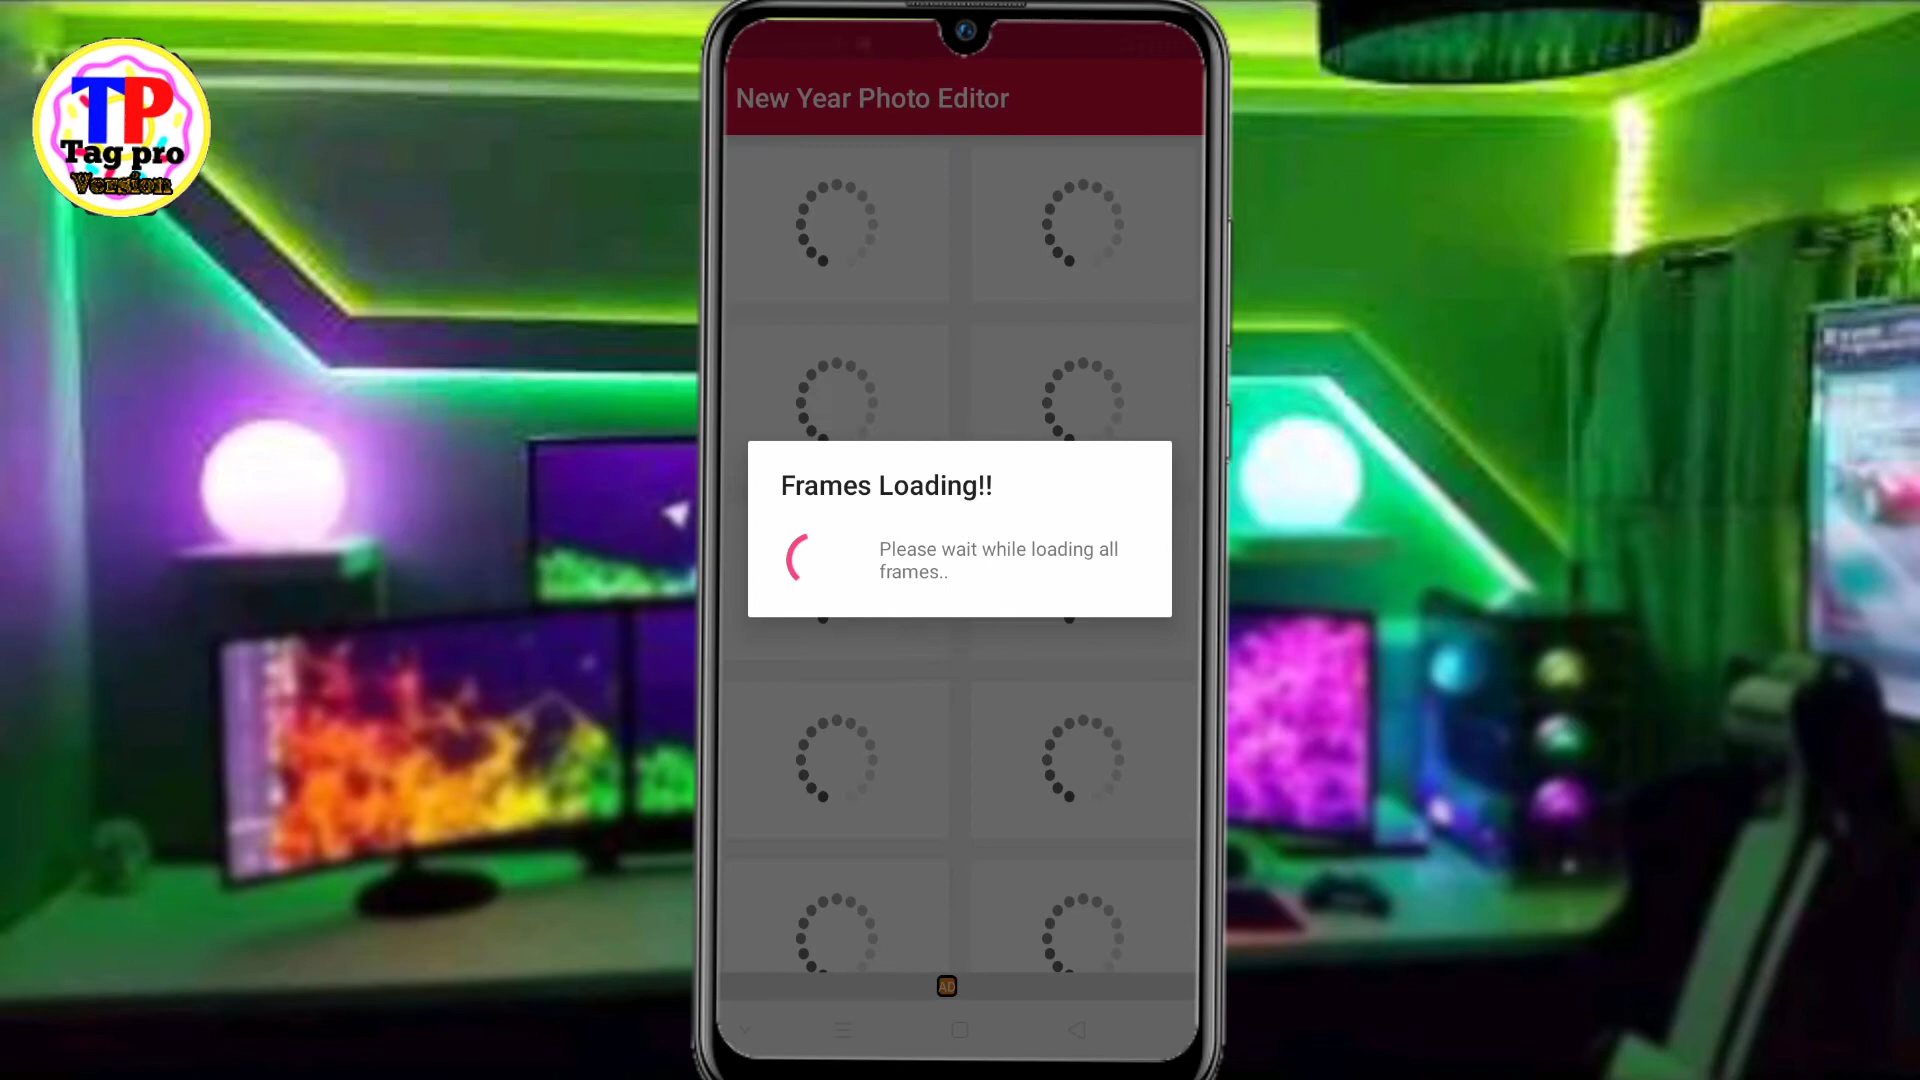 TP
Tag pro
Version
New Year Photo Editor
Frames Loading!!
Please wait while loading all
frames..
AD